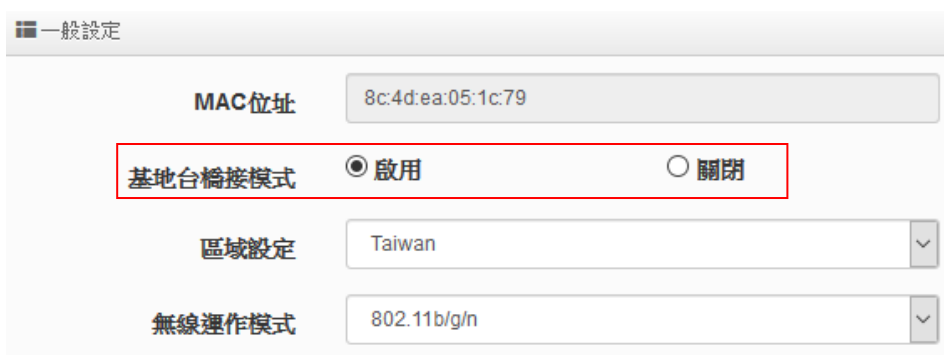 一般設定
MAC位址 8c:4d:ea:05:1c:79
基地台橋接模式 啟用 關閉
區域設定 Taiwan
無線運作模式 802.11b/g/n